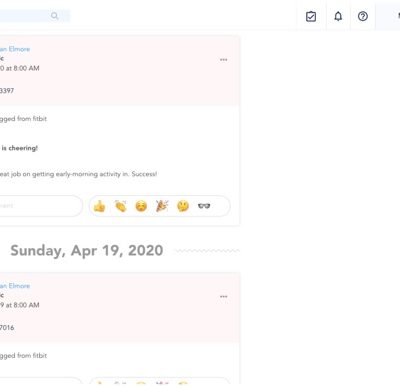 an Elmore
ic
0 at 8:00 AM
3397
gged from fitbit
is cheering!
eat job on getting early-morning activity in. Success!
ment
Sunday, Apr 19, 2020
an Elmore
ic
9 at 8:00 AM
7016
gged from fitbit